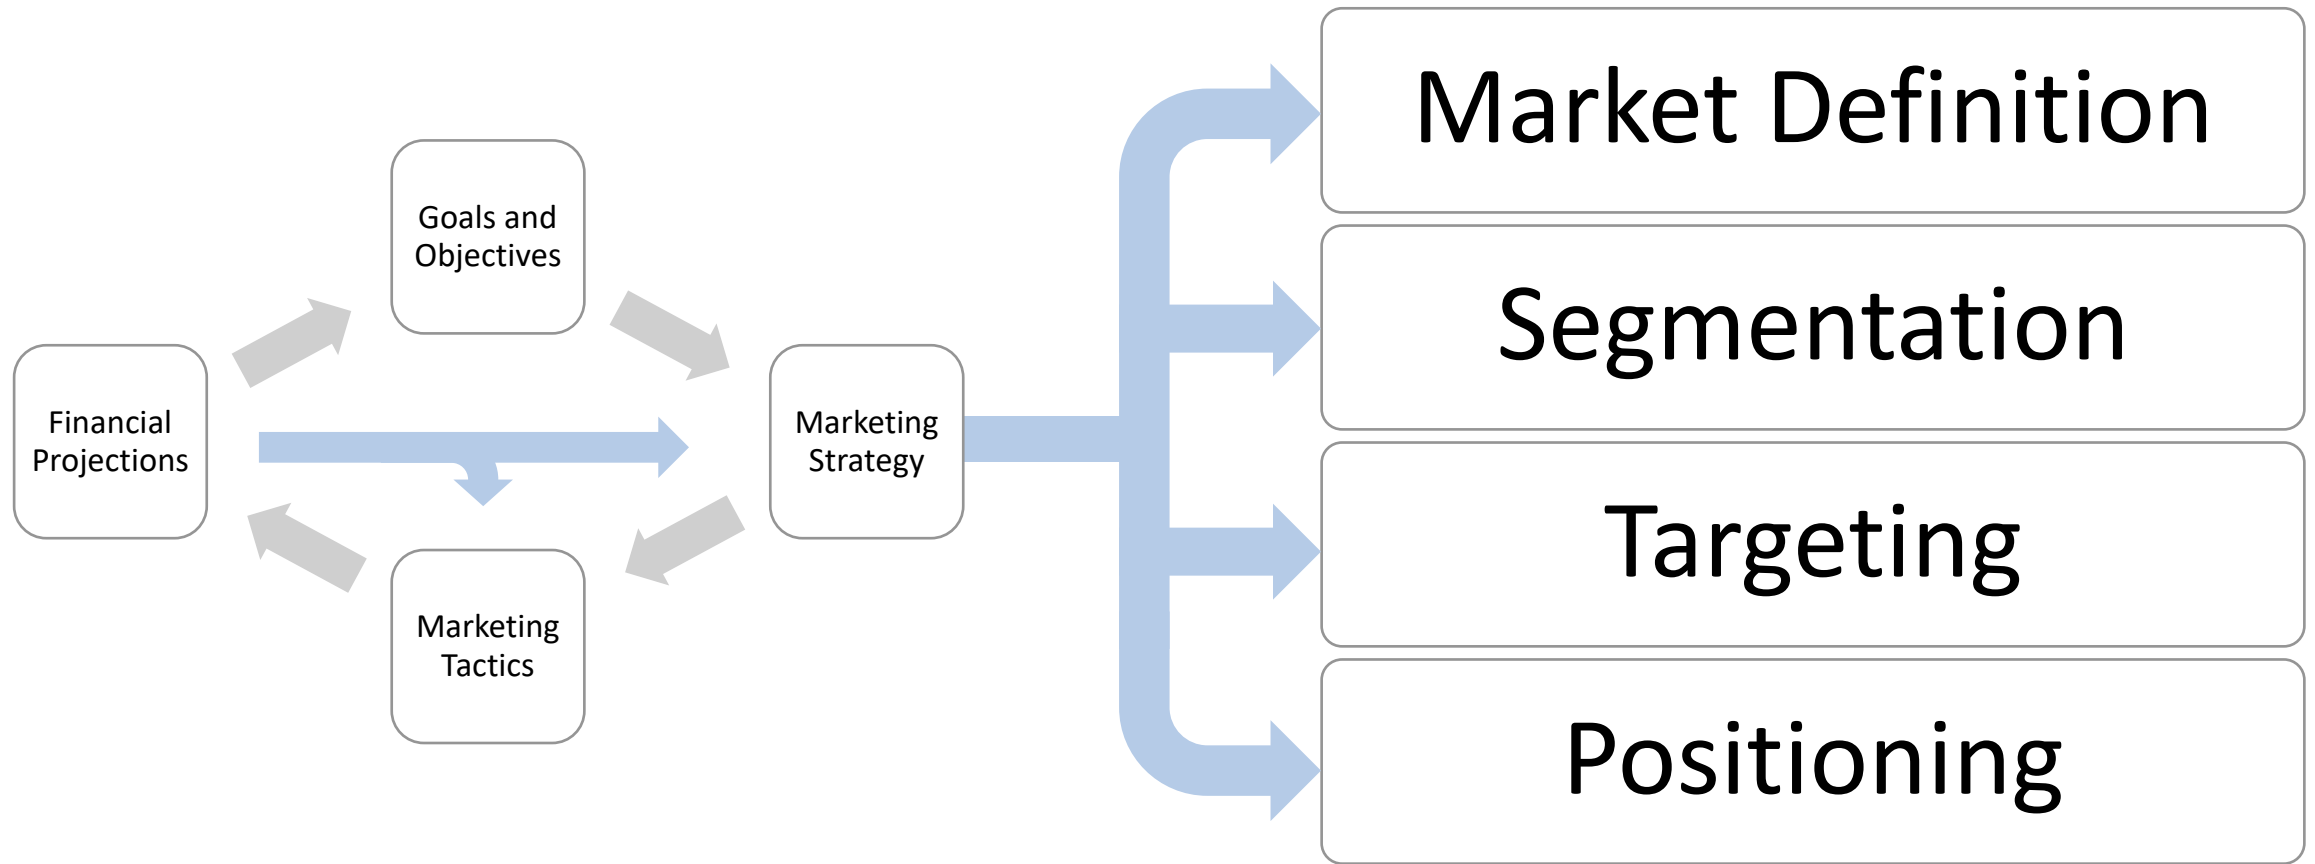 Goals and
Objectives
Financial
Projections
Marketing
Strategy
Marketing
Tactics
Market Definition
Segmentation
Targeting
Positioning